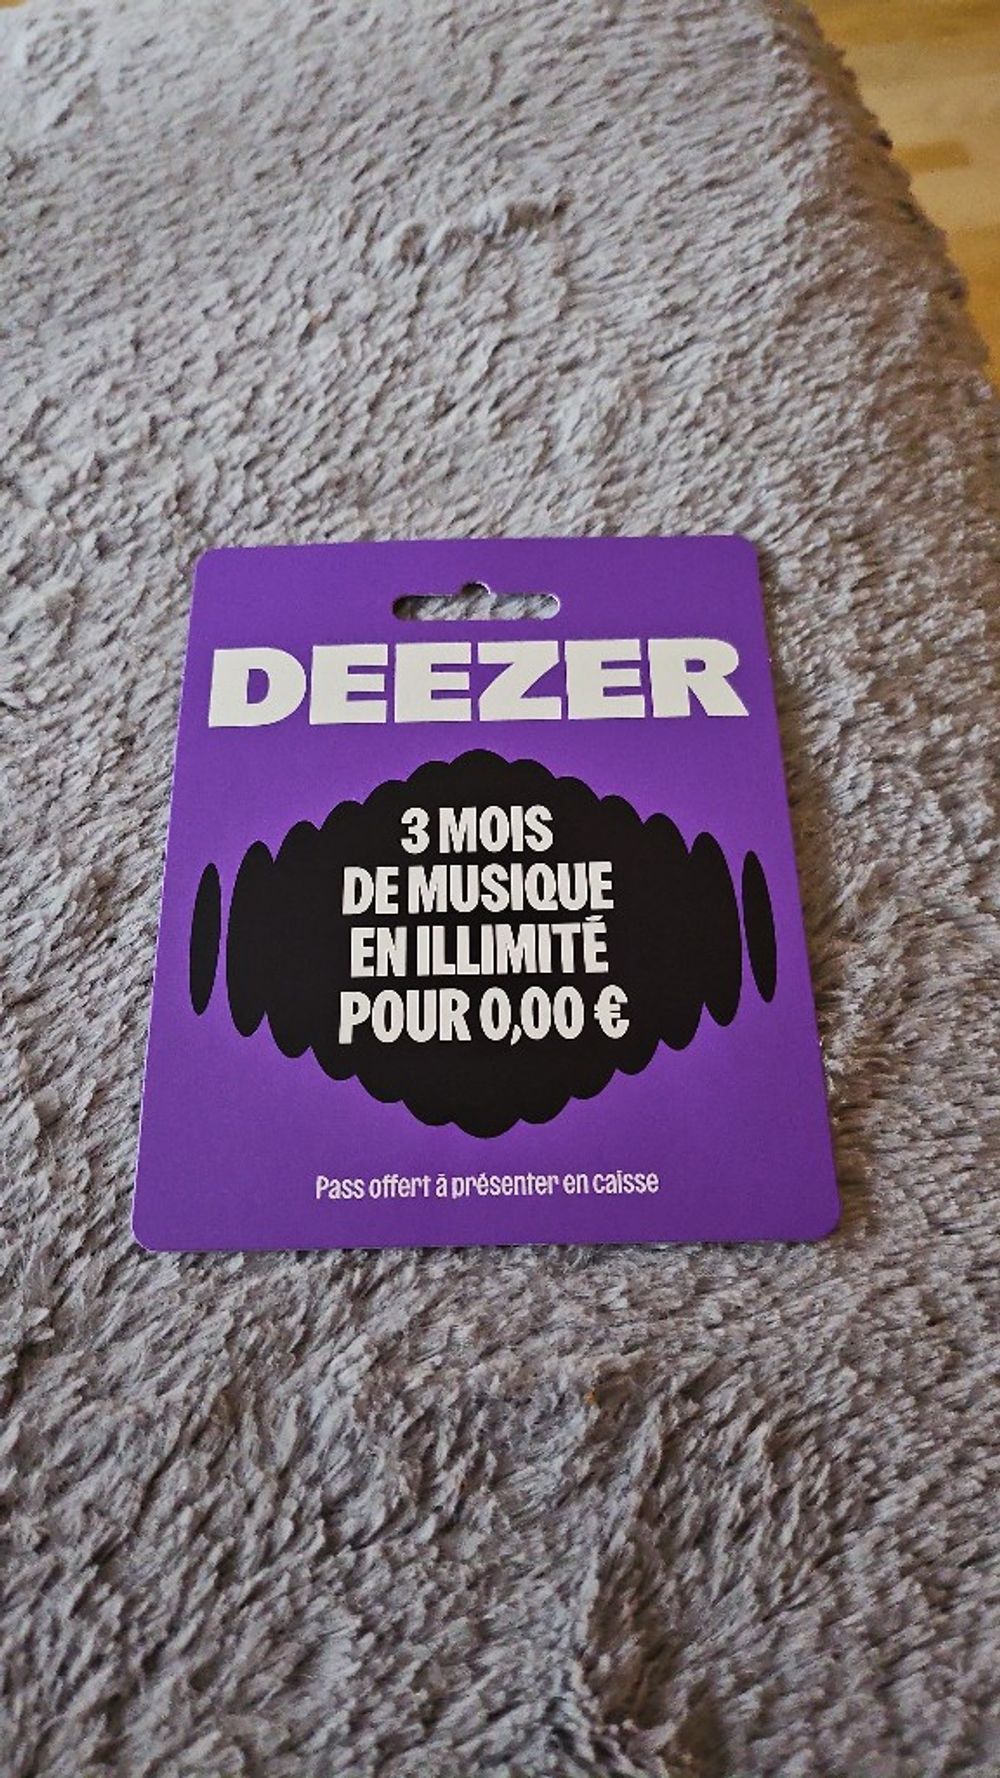 DEEZER
3 MOIS
DE MUSIQUE
EN ILLIMITÉ
POUR 0,00 €
Pass offert à présenter en caisse